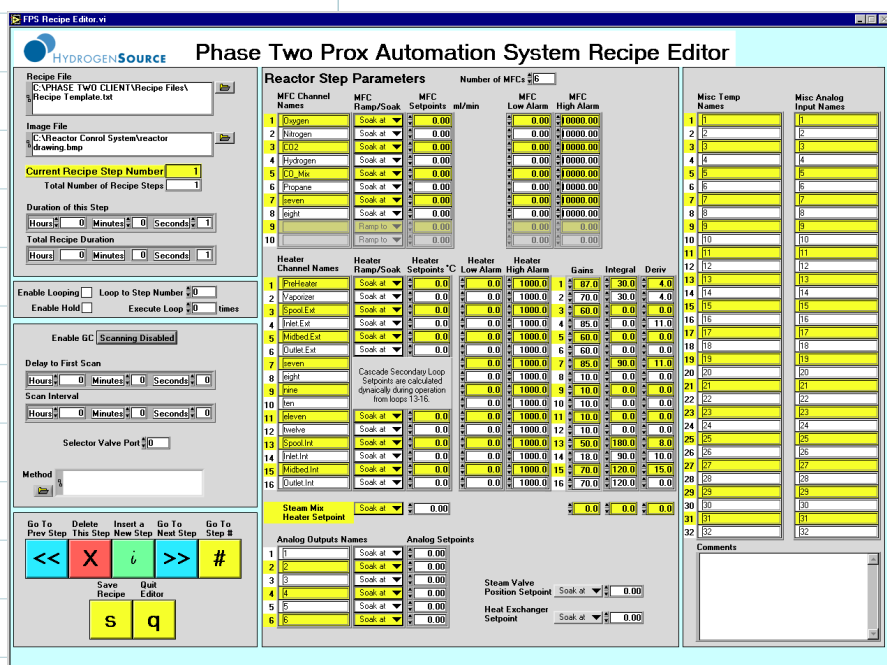 FPS Recipe Editor.vi
HYDROGENSOURCE
Phase Two Prox Automation System Recipe Editor
Recipe File
C:\PHASE TWO CLIENT\Recipe Files\
Recipe Template.txt
Image File
C:\Reactor Conrol System\reactor
drawing.bmp
Current Recipe Step Number 1
Total Number of Recipe Steps 1
Duration of this Step
Hours 0 Minutes 0 Seconds 1
Total Recipe Duration
Hours 0 Minutes 0 Seconds 1
Enable Looping Loop to Step Number 0
Enable Hold Execute Loop 0 times
Enable GC Scanning Disabled
Delay to First Scan
Hours 0 Minutes 0 Seconds 0
Scan Interval
Hours 0 Minutes 0 Seconds 0
Selector Valve Port 0
Method
Go To Prev Step
Delete This Step
Insert a New Step
Go To Next Step
Go To Step #
<< X i >> #
Save Recipe
Quit Editor
s q
Reactor Step Parameters Number of MFCs 6
MFC Channel Names MFC Ramp/Soak MFC Setpoints ml/min MFC Low Alarm MFC High Alarm
1 Oxygen Soak at 0.00 0.00 10000.00
2 Nitrogen Soak at 0.00 0.00 10000.00
3 CO2 Soak at 0.00 0.00 10000.00
4 Hydrogen Soak at 0.00 0.00 10000.00
5 CO_Mix Soak at 0.00 0.00 10000.00
6 Propane Soak at 0.00 0.00 10000.00
7 seven Soak at 0.00 0.00 10000.00
8 eight Soak at 0.00 0.00 10000.00
9 Ramp to 0.00 0.00 0.00
10 Ramp to 0.00 0.00 0.00
Heater Channel Names Heater Ramp/Soak Heater Setpoints °C Heater Low Alarm Heater High Alarm Gains Integral Deriv
1 PreHeater Soak at 0.0 0.0 1000.0 1 87.0 30.0 4.0
2 Vaporizer Soak at 0.0 0.0 1000.0 2 70.0 30.0 4.0
3 Spool.Ext Soak at 0.0 0.0 1000.0 3 60.0 0.0 0.0
4 Inlet.Ext Soak at 0.0 0.0 1000.0 4 85.0 0.0 11.0
5 Midbed.Ext Soak at 0.0 0.0 1000.0 5 60.0 0.0 0.0
6 Outlet.Ext Soak at 0.0 0.0 1000.0 6 60.0 0.0 0.0
7 seven 0.0 1000.0 7 85.0 90.0 11.0
8 eight 0.0 1000.0 8 10.0 0.0 0.0
9 nine 0.0 1000.0 9 10.0 0.0 0.0
10 ten 0.0 1000.0 10 10.0 0.0 0.0
Cascade Secondary Loop
Setpoints are calculated
dynaically during operation
from loops 13-16.
11 eleven Soak at 0.0 0.0 1000.0 11 10.0 0.0 0.0
12 twelve Soak at 0.0 0.0 1000.0 12 10.0 0.0 0.0
13 Spool.Int Soak at 0.0 0.0 1000.0 13 50.0 180.0 8.0
14 Inlet.Int Soak at 0.0 0.0 1000.0 14 18.0 90.0 10.0
15 Midbed.Int Soak at 0.0 0.0 1000.0 15 70.0 120.0 15.0
16 Outlet.Int Soak at 0.0 0.0 1000.0 16 70.0 120.0 0.0
Steam Mix Heater Setpoint Soak at 0.00 0.0 0.0 0.0
Analog Outputs Names Analog Setpoints
1 1 Soak at 0.00
2 2 Soak at 0.00
3 3 Soak at 0.00
4 4 Soak at 0.00
5 5 Soak at 0.00
6 6 Soak at 0.00
Steam Valve
Position Setpoint Soak at 0.00
Heat Exchanger
Setpoint Soak at 0.00
Misc Temp Names Misc Analog Input Names
1 1 1
2 2 2
3 3 3
4 4 4
5 5 5
6 6 6
7 7 7
8 8 8
9 9 9
10 10 10
11 11 11
12 12 12
13 13 13
14 14 14
15 15 15
16 16 16
17 17 17
18 18 18
19 19 19
20 20 20
21 21 21
22 22 22
23 23 23
24 24 24
25 25 25
26 26 26
27 27 27
28 28 28
29 29 29
30 30 30
31 31 31
32 32 32
Comments